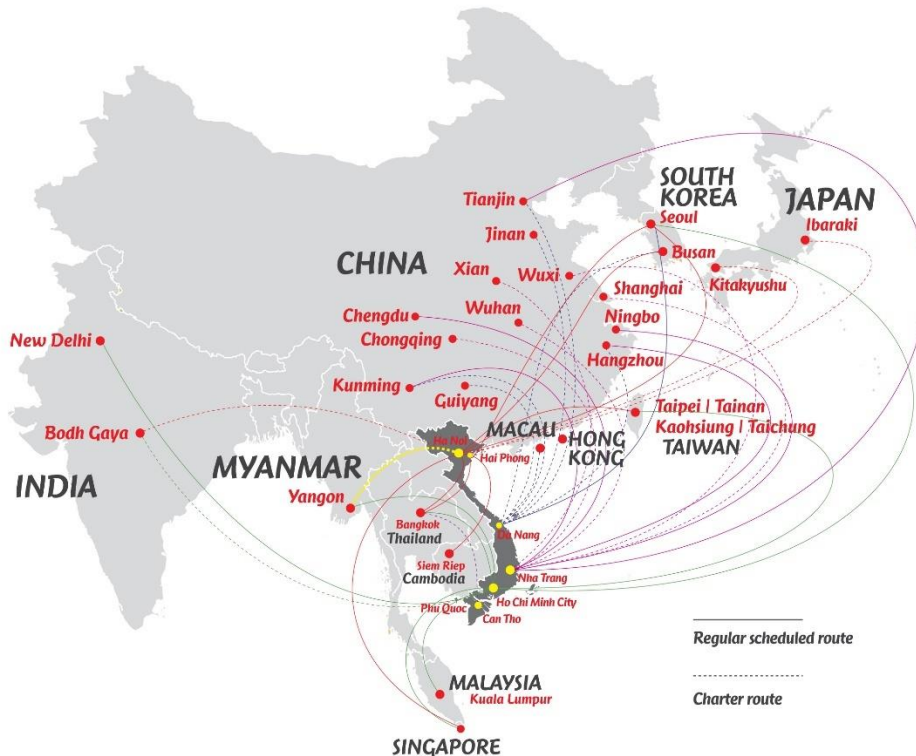 Tianjin
SOUTH
KOREA
Seoul
JAPAN
Ibaraki
Jinan
Busan
CHINA
Xian
Wuxi
Kitakyushu
Shanghai
Chengdu
Wuhan
Ningbo
New Delhi
Chongqing
Hangzhou
Kunming
Guiyang
Taipei | Tainan
Kaohsiung | Taichung
TAIWAN
Bodh Gaya
MACAU
HONG
KONG
Ha Noi
Hai Phong
INDIA
MYANMAR
Yangon
Bangkok
Thailand
Da Nang
Siem Riep
Cambodia
Nha Trang
Phu Quoc
Ho Chi Minh City
Can Tho
Regular scheduled route
MALAYSIA
Kuala Lumpur
Charter route
SINGAPORE